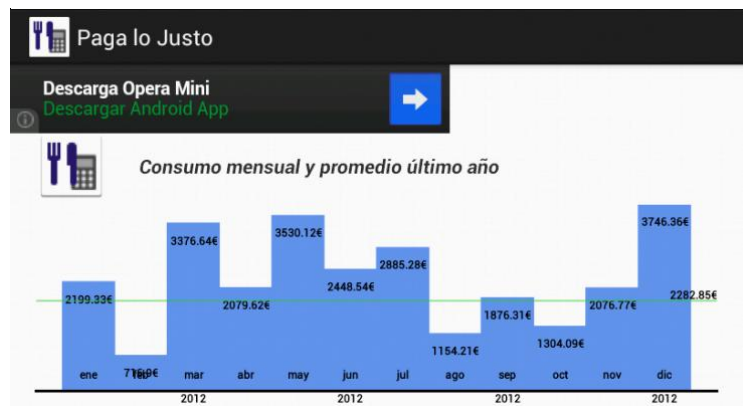 Paga lo Justo
Descarga Opera Mini
Descargar Android App
Consumo mensual y promedio último año
3746.36€
3530.12€
3376.64€
2885.28€
2448.54€
2282.85€
2199.33€
2079.62€
2076.77€
1876.31€
1304.09€
1154.21€
ene feb mar abr may jun jul ago sep oct nov dic
2012 2012 2012 2012